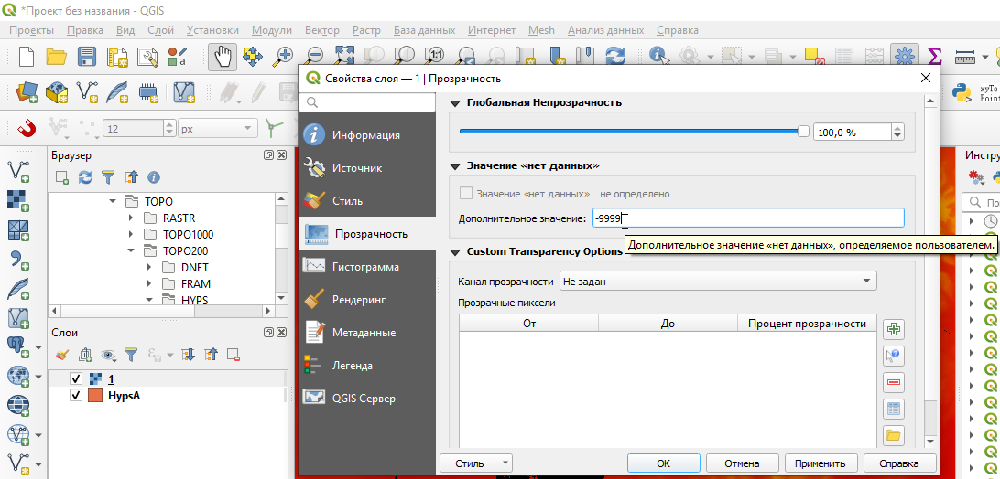 *Проект без названия - QGIS
Проекты Правка Вид Слой Установки Модули Вектор Растр База данных Интернет Mesh Анализ данных Справка
1:1
12 px
xyTo
Point
Браузер
TOPO
RASTR
TOPO1000
TOPO200
DNET
FRAM
HYPS
Слои
1
HypsA
Свойства слоя — 1 | Прозрачность
Информация
Источник
Стиль
Прозрачность
Гистограмма
Рендеринг
Метаданные
Легенда
QGIS Сервер
Глобальная Непрозрачность
100,0 %
Значение «нет данных»
Значение «нет данных» не определено
Дополнительное значение: -9999
Дополнительное значение «нет данных», определяемое пользователем.
Custom Transparency Options
Канал прозрачности Не задан
Прозрачные пиксели
От До Процент прозрачности
Стиль OK Отмена Применить Справка
Инстру
По